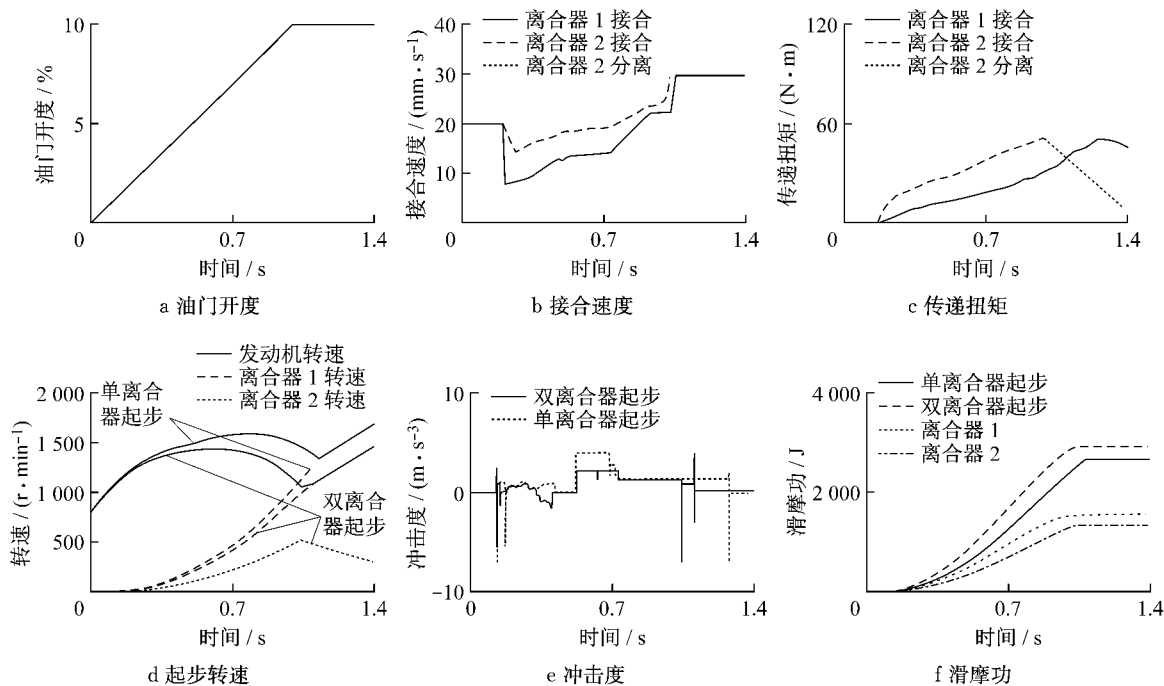 10
5
0
0.7
1.4
油门开度 / %
时间 / s
a 油门开度
离合器 1 接合
离合器 2 接合
离合器 2 分离
40
30
20
10
0
0.7
1.4
接合速度 / (mm·s⁻¹)
时间 / s
b 接合速度
离合器 1 接合
离合器 2 接合
离合器 2 分离
120
60
0
0.7
1.4
传递扭矩 / (N·m)
时间 / s
c 传递扭矩
发动机转速
离合器 1 转速
离合器 2 转速
单离合
器起步
双离合
器起步
2 000
1 500
1 000
500
0
0.7
1.4
转速 / (r·min⁻¹)
时间 / s
d 起步转速
双离合器起步
单离合器起步
10
0
−10
0
0.7
1.4
冲击度 / (m·s⁻³)
时间 / s
e 冲击度
单离合器起步
双离合器起步
离合器 1
离合器 2
4 000
2 000
0
0.7
1.4
滑摩功 / J
时间 / s
f 滑摩功